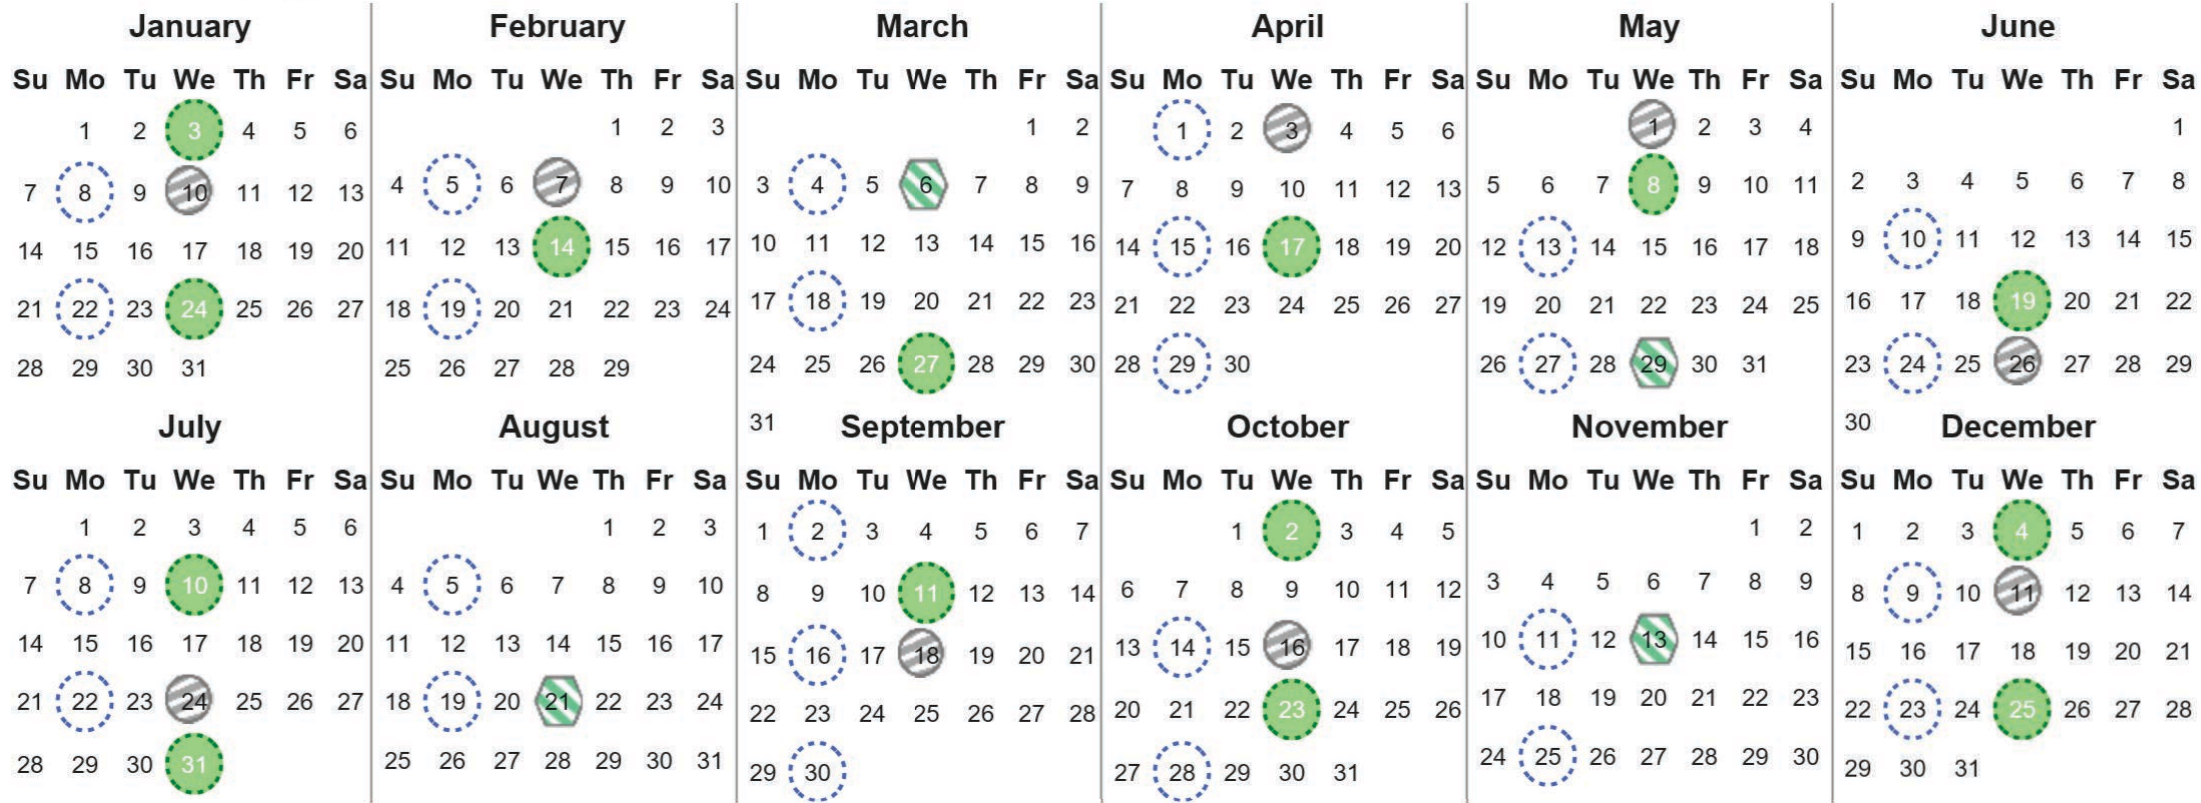 January February March April May June
Su Mo Tu We Th Fr Sa Su Mo Tu We Th Fr Sa Su Mo Tu We Th Fr Sa Su Mo Tu We Th Fr Sa Su Mo Tu We Th Fr Sa Su Mo Tu We Th Fr Sa
1 2 3 4 5 6 1 2 3 1 2 1 2 3 4 5 6 1 2 3 4 1
7 8 9 10 11 12 13 4 5 6 7 8 9 10 3 4 5 6 7 8 9 7 8 9 10 11 12 13 5 6 7 8 9 10 11 2 3 4 5 6 7 8
14 15 16 17 18 19 20 11 12 13 14 15 16 17 10 11 12 13 14 15 16 14 15 16 17 18 19 20 12 13 14 15 16 17 18 9 10 11 12 13 14 15
21 22 23 24 25 26 27 18 19 20 21 22 23 24 17 18 19 20 21 22 23 21 22 23 24 25 26 27 19 20 21 22 23 24 25 16 17 18 19 20 21 22
28 29 30 31 25 26 27 28 29 24 25 26 27 28 29 30 28 29 30 26 27 28 29 30 31 23 24 25 26 27 28 29
31 30
July August September October November December
Su Mo Tu We Th Fr Sa Su Mo Tu We Th Fr Sa Su Mo Tu We Th Fr Sa Su Mo Tu We Th Fr Sa Su Mo Tu We Th Fr Sa Su Mo Tu We Th Fr Sa
1 2 3 4 5 6 1 2 3 1 2 3 4 5 6 7 1 2 3 4 5 1 2 1 2 3 4 5 6 7
7 8 9 10 11 12 13 4 5 6 7 8 9 10 8 9 10 11 12 13 14 6 7 8 9 10 11 12 3 4 5 6 7 8 9 8 9 10 11 12 13 14
14 15 16 17 18 19 20 11 12 13 14 15 16 17 15 16 17 18 19 20 21 13 14 15 16 17 18 19 10 11 12 13 14 15 16 15 16 17 18 19 20 21
21 22 23 24 25 26 27 18 19 20 21 22 23 24 22 23 24 25 26 27 28 20 21 22 23 24 25 26 17 18 19 20 21 22 23 22 23 24 25 26 27 28
28 29 30 31 25 26 27 28 29 30 31 29 30 27 28 29 30 31 24 25 26 27 28 29 30 29 30 31